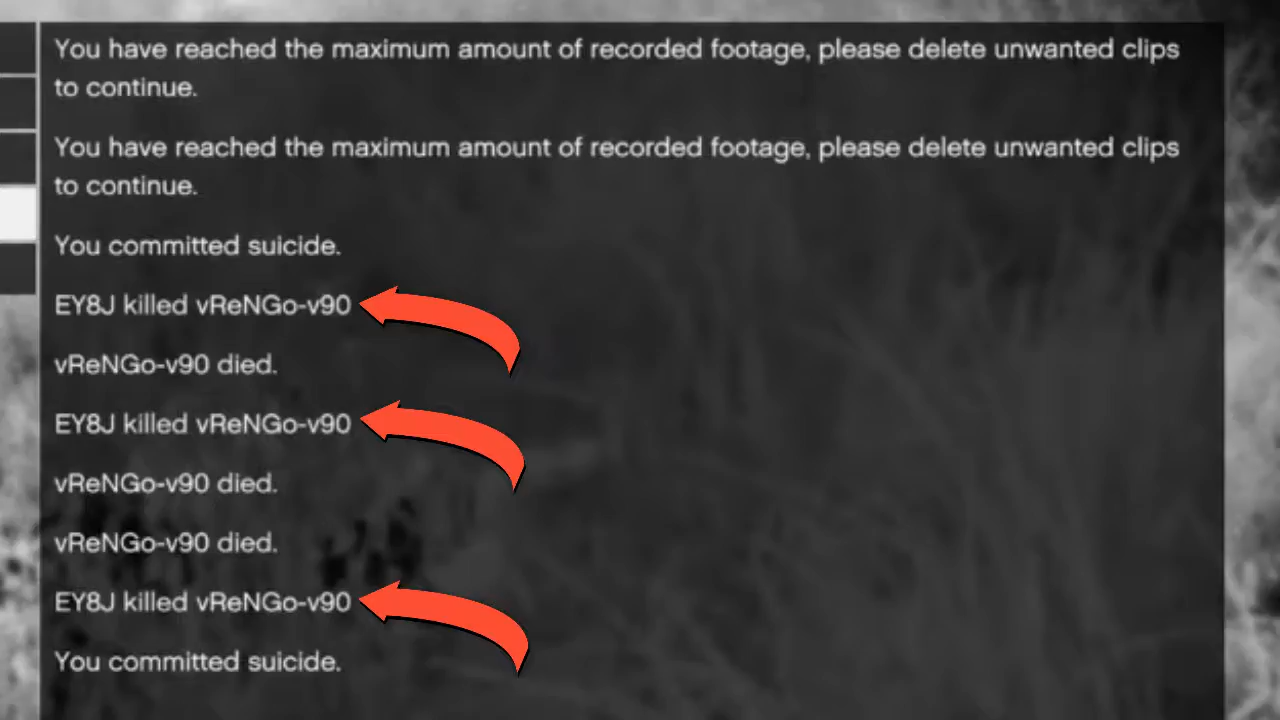 You have reached the maximum amount of recorded footage, please delete unwanted clips
to continue.
You have reached the maximum amount of recorded footage, please delete unwanted clips
to continue.
You committed suicide.
EY8J killed vReNGo-v90
vReNGo-v90 died.
EY8J killed vReNGo-v90
vReNGo-v90 died.
vReNGo-v90 died.
EY8J killed vReNGo-v90
You committed suicide.